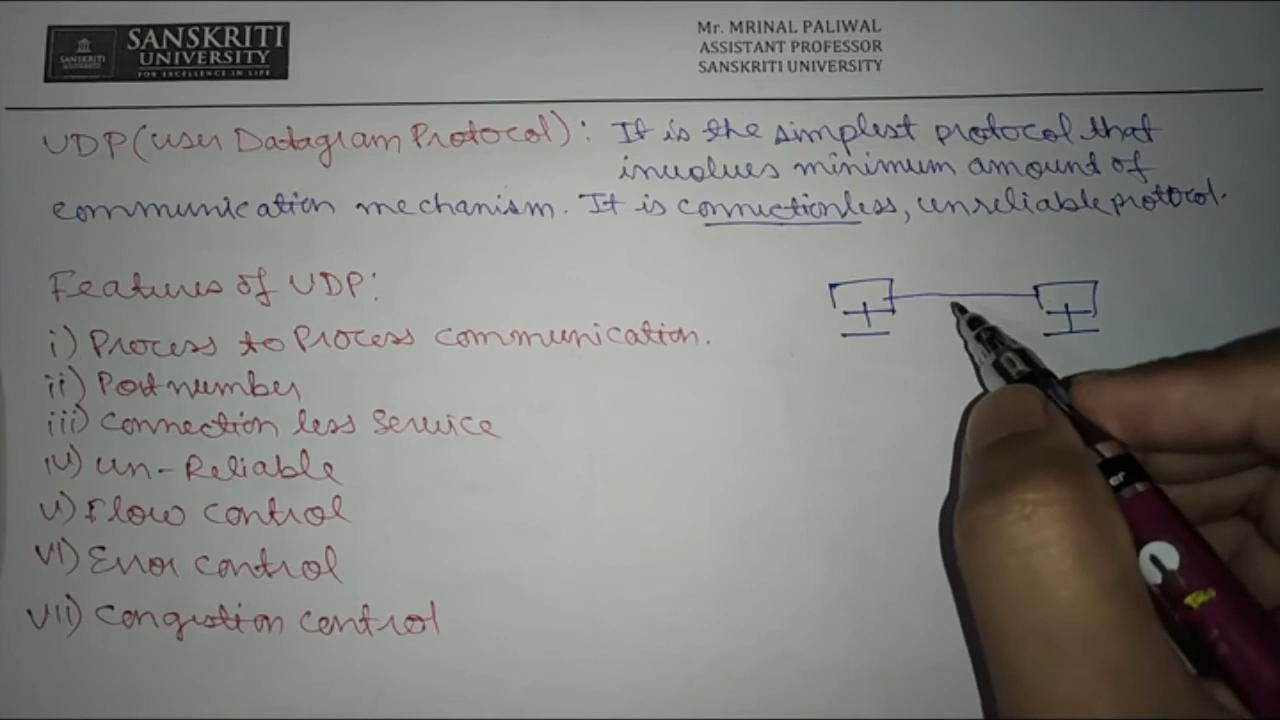 SANSKRITI
UNIVERSITY
FOR EXCELLENCE IN LIFE
SANSKRITI
Mr. MRINAL PALIWAL
ASSISTANT PROFESSOR
SANSKRITI UNIVERSITY
UDP (User Datagram Protocol): It is the simplest protocol that
involves minimum amount of
communication mechanism. It is connectionless, unreliable protocol.
Features of UDP:
i) Process to Process communication.
ii) Port number
iii) Connection less Service
iv) un-Reliable
v) Flow control
vi) Error control
vii) Congestion control